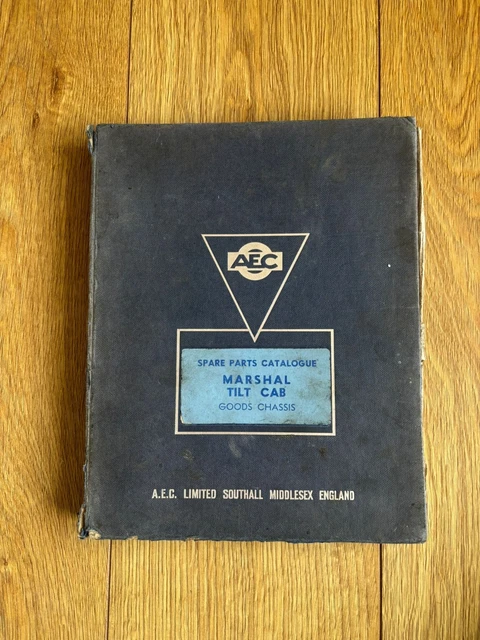 AEC
SPARE PARTS CATALOGUE
MARSHAL
TILT CAB
GOODS CHASSIS
A.E.C. LIMITED SOUTHALL MIDDLESEX ENGLAND